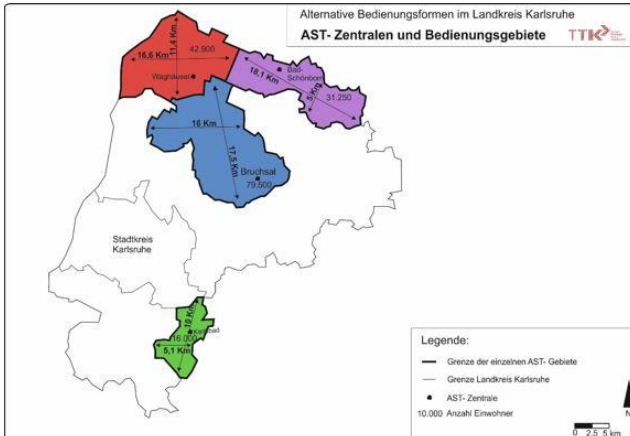 Alternative Bedienungsformen im Landkreis Karlsruhe
AST- Zentralen und Bedienungsgebiete
TTK
16,6 Km
11,4 Km
42.900
Waghäusel
18,1 Km
Bad-
Schönborn
5 Km
31.250
16 Km
17,5 Km
Bruchsal
79.500
Stadtkreis
Karlsruhe
10 Km
Karlsbad
16.000
5,1 Km
Legende:
Grenze der einzelnen AST- Gebiete
Grenze Landkreis Karlsruhe
AST- Zentrale
10.000 Anzahl Einwohner
N
0 2,5 5 km